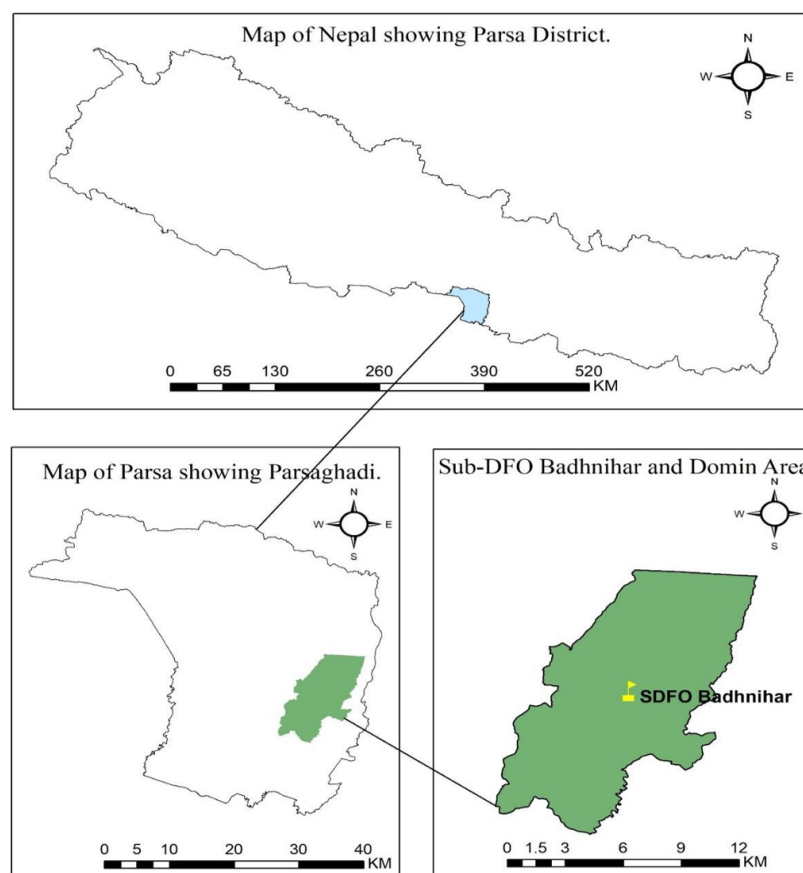 Map of Nepal showing Parsa District.
N
W E
S
0 65 130 260 390 520
KM
Map of Parsa showing Parsaghadi.
N
W E
S
0 5 10 20 30 40
KM
Sub-DFO Badhnihar and Domin Area
N
W
S
SDFO Badhnihar
0 1.5 3 6 9 12
KM